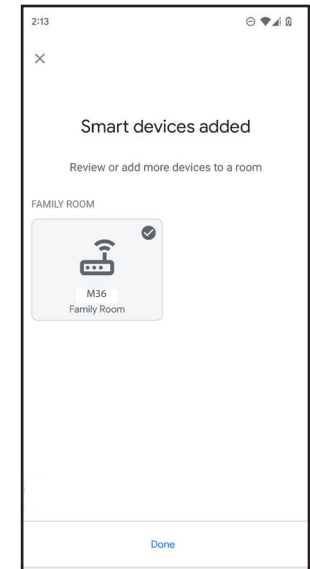 2:13
Smart devices added
Review or add more devices to a room
FAMILY ROOM
M36
Family Room
Done